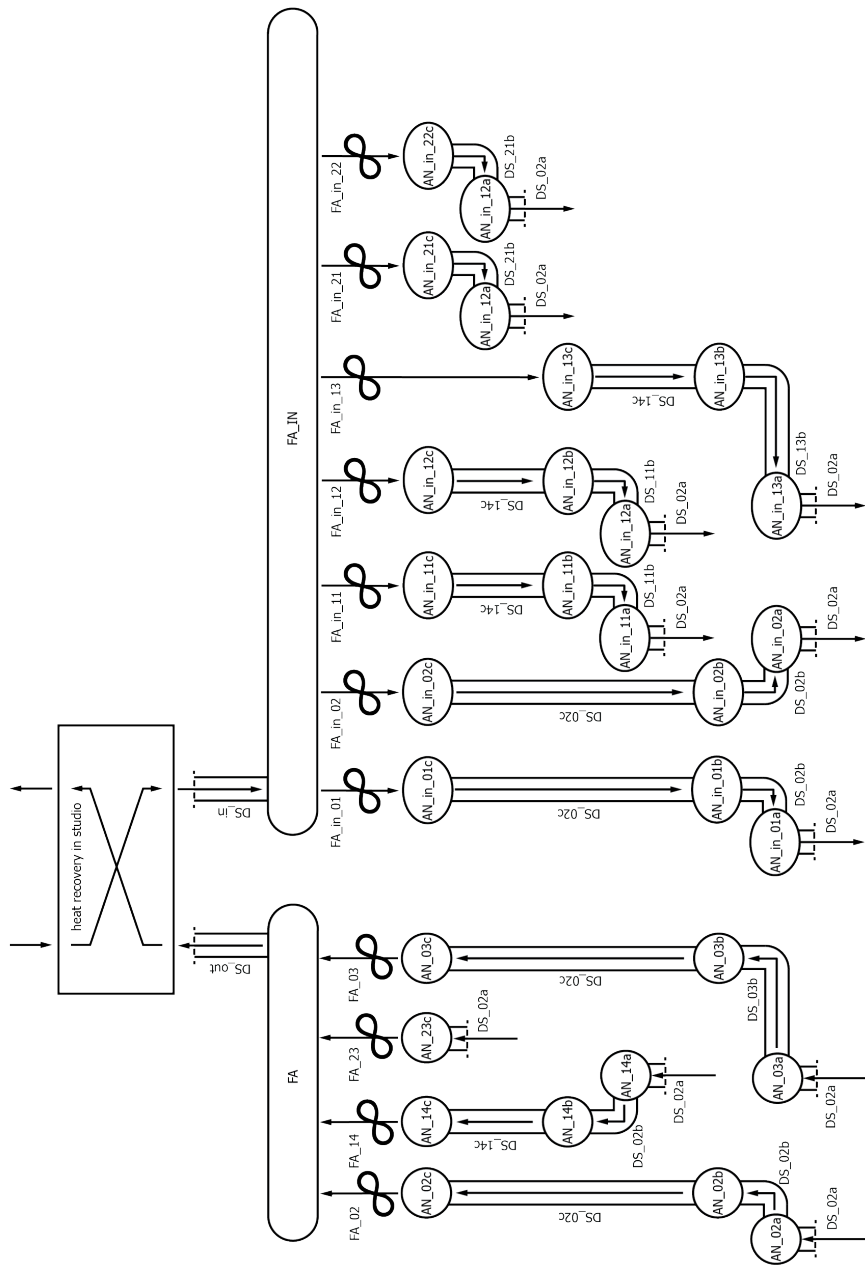 heat recovery in studio
DS_out
DS_in
FA
FA_IN
FA_02
FA_14
FA_23
FA_03
FA_in_01
FA_in_02
FA_in_11
FA_in_12
FA_in_13
FA_in_21
FA_in_22
AN_02c
DS_02c
AN_02b
DS_02b
AN_02a
DS_02a
AN_14c
DS_14c
AN_14b
DS_02b
AN_14a
DS_02a
AN_23c
DS_02a
AN_03c
DS_02c
AN_03b
DS_03b
AN_03a
DS_02a
AN_in_01c
DS_02c
AN_in_01b
DS_02b
AN_in_01a
DS_02a
AN_in_02c
DS_02c
AN_in_02b
DS_02b
AN_in_02a
DS_02a
AN_in_11c
DS_14c
AN_in_11b
DS_11b
AN_in_11a
DS_02a
AN_in_12c
DS_14c
AN_in_12b
DS_11b
AN_in_12a
DS_02a
AN_in_13c
DS_14c
AN_in_13b
DS_13b
AN_in_13a
DS_02a
AN_in_21c
DS_21b
AN_in_12a
DS_02a
AN_in_22c
DS_21b
AN_in_12a
DS_02a